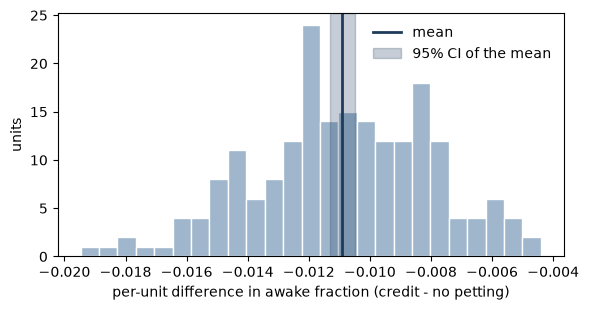 25
20
15
10
5
0
units
mean
95% CI of the mean
−0.020 −0.018 −0.016 −0.014 −0.012 −0.010 −0.008 −0.006 −0.004
per-unit difference in awake fraction (credit - no petting)